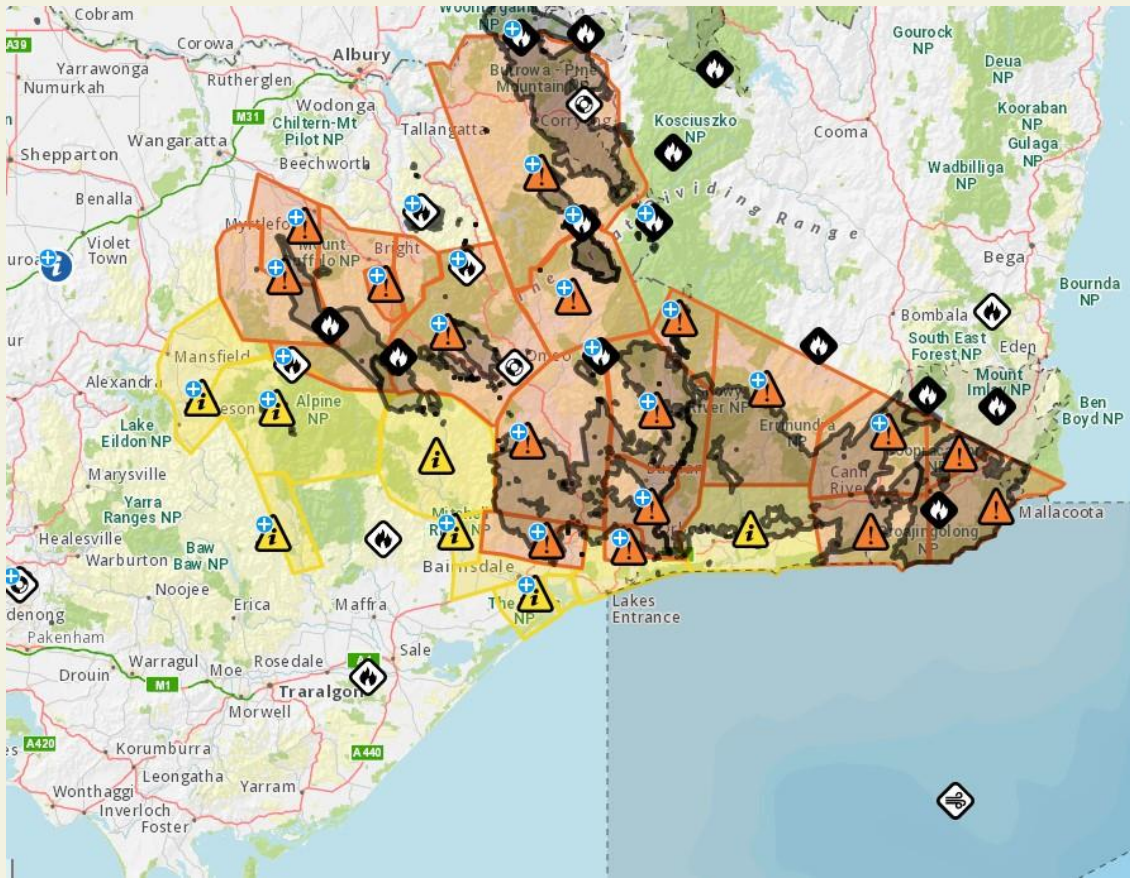 Cobram
NP
A39
Corowa
Albury
Gourock
NP
Yarrawonga
Rutherglen
Deua
NP
Numurkah
Wodonga
M31
Chiltern-Mt
Pilot NP
Tallangatta
Kosciuszko
NP
Kooraban
NP
Cooma
Gulaga
NP
Wangaratta
Shepparton
Beechworth
Wadbilliga
NP
Benalla
Dividing Range
Violet
Town
Bright
Bega
Bournda
NP
Bombala
South East
Forest NP
Eden
Mansfield
Mount
Imlay NP
Alpine
NP
Ben
Boyd NP
Lake
Eildon NP
Cann
River
Marysville
Yarra
Ranges NP
Mallacoota
Healesville
Baw
Baw NP
Warburton
Noojee
Erica
Maffra
Lakes
Entrance
Pakenham
Sale
Drouin
Warragul
Moe
Rosedale
M1
Traralgon
Morwell
A420
Korumburra
A440
Leongatha
Yarram
Wonthaggi
Inverloch
Foster